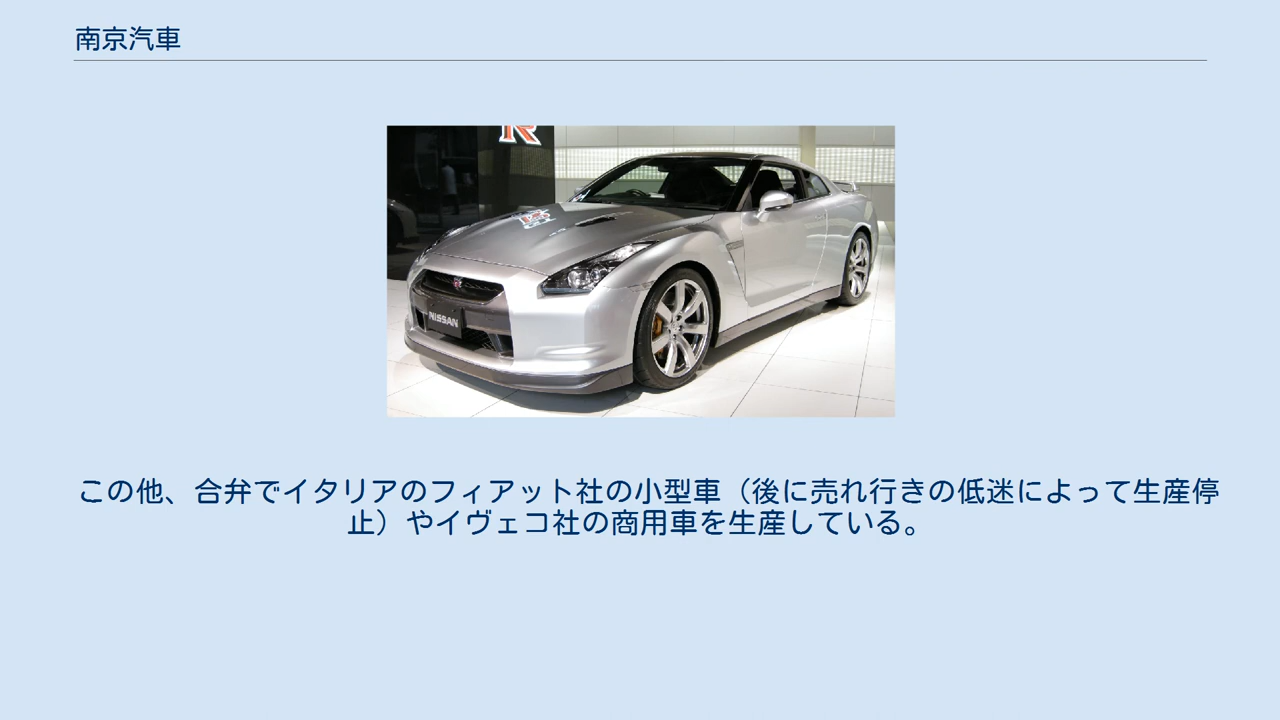 南京汽車
R
NISSAN
この他、合弁でイタリアのフィアット社の小型車（後に売れ行きの低迷によって生産停
止）やイヴェコ社の商用車を生産している。